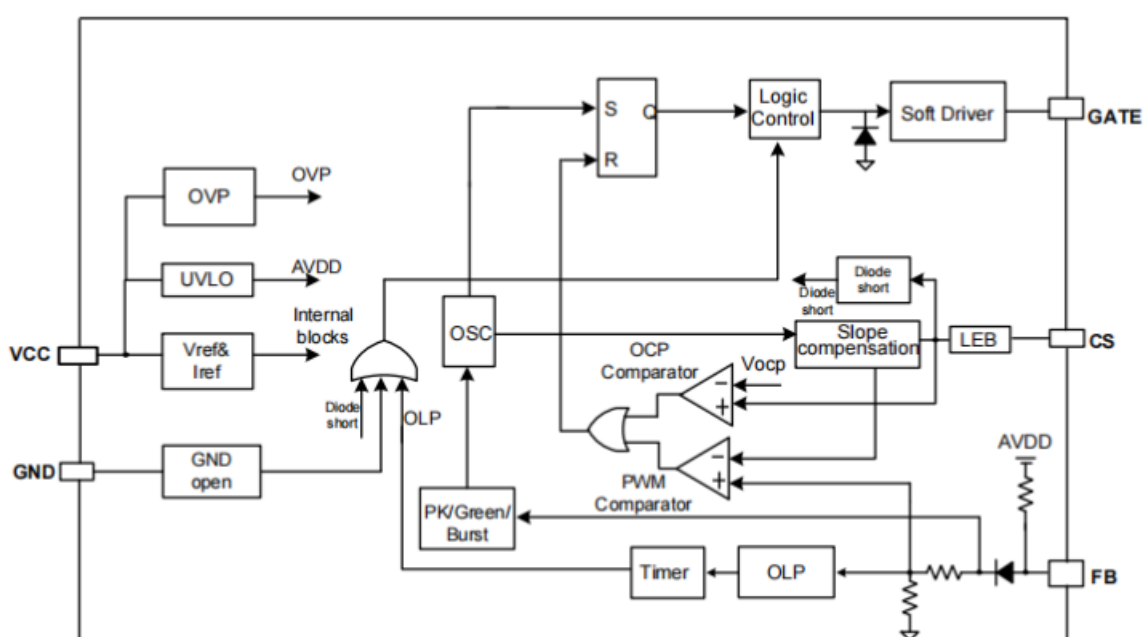 S
Q
R
Logic
Control
Soft Driver
GATE
OVP
OVP
UVLO
AVDD
Internal
blocks
VCC
Vref&
Iref
Diode
short
OLP
GND
GND
open
OSC
PK/Green/
Burst
Diode
short
Diode
short
Slope
compensation
LEB
CS
OCP
Comparator
Vocp
−
+
−
+
PWM
Comparator
AVDD
Timer
OLP
FB